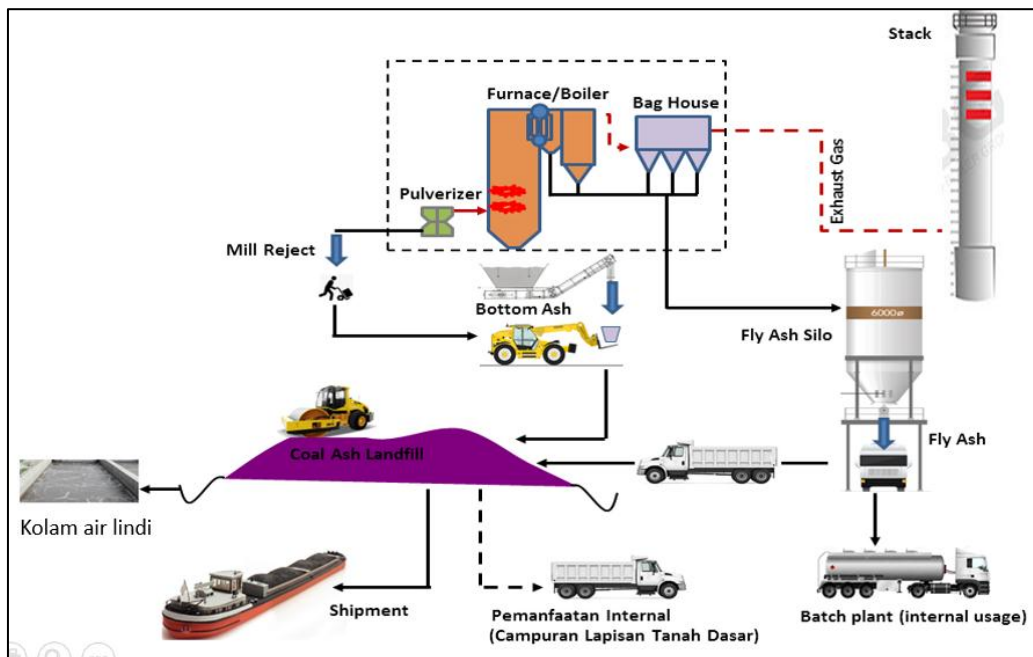 Stack
Furnace/Boiler
Bag House
Pulverizer
Exhaust Gas
Mill Reject
Bottom Ash
6000ø
Fly Ash Silo
Coal Ash Landfill
Fly Ash
Kolam air lindi
Shipment
Pemanfaatan Internal
(Campuran Lapisan Tanah Dasar)
Batch plant (internal usage)